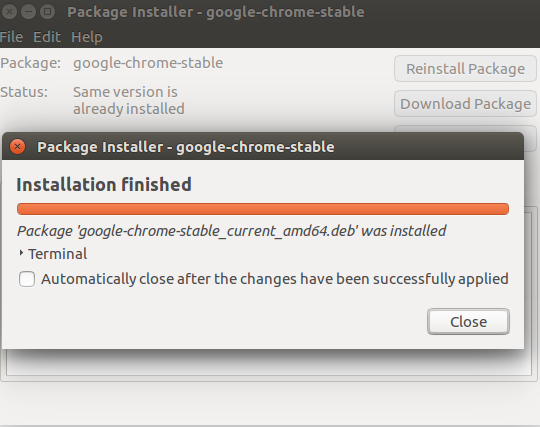 Package Installer - google-chrome-stable
File Edit Help
Package: google-chrome-stable
Reinstall Package
Status: Same version is
already installed
Download Package
Package Installer - google-chrome-stable
Installation finished
Package 'google-chrome-stable_current_amd64.deb' was installed
Terminal
Automatically close after the changes have been successfully applied
Close